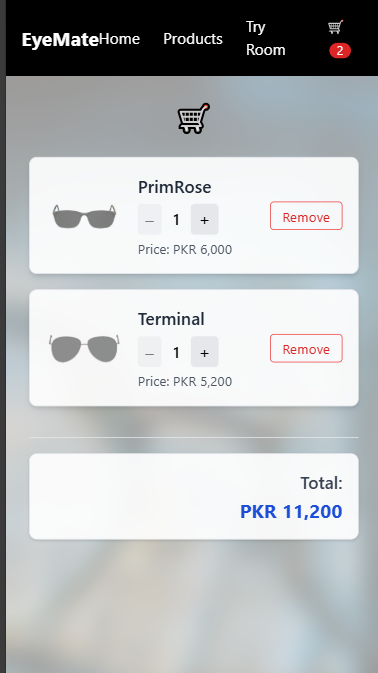 EyeMate Home Products Try Room 🛒 2
PrimRose
– 1 +
Price: PKR 6,000
Remove
Terminal
– 1 +
Price: PKR 5,200
Remove
Total:
PKR 11,200